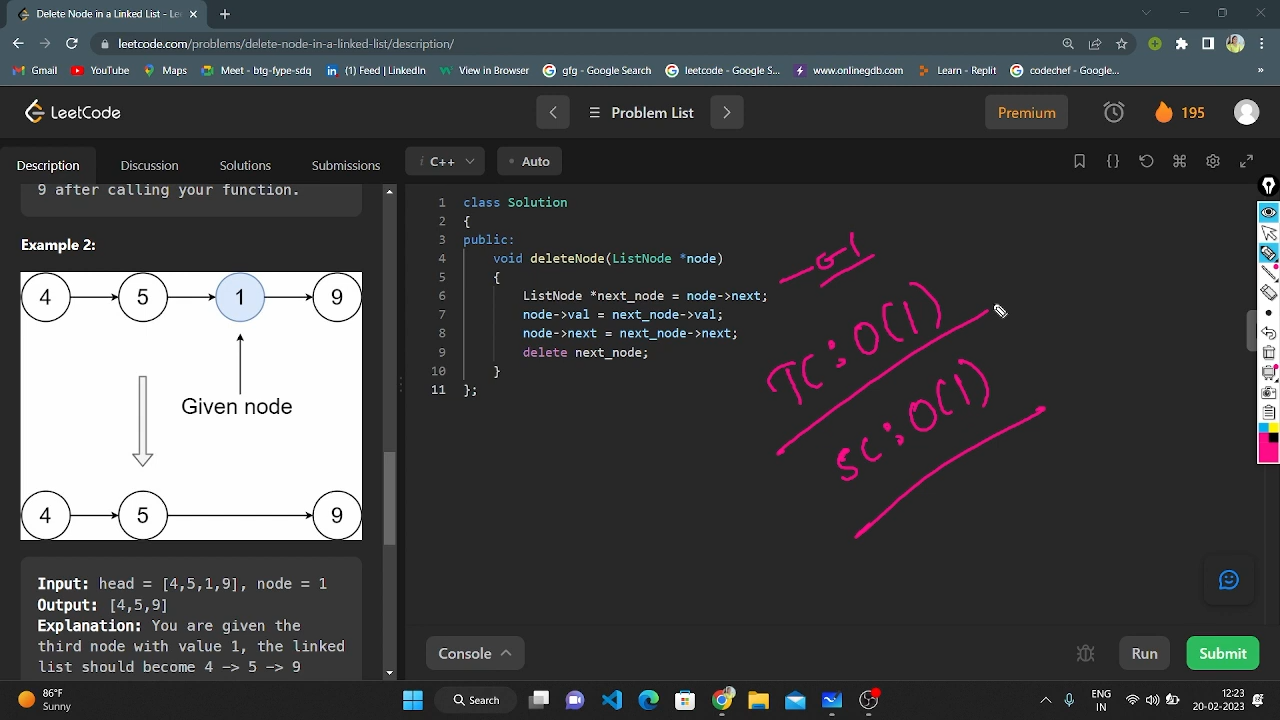 Delete Node in a Linked List - Le
leetcode.com/problems/delete-node-in-a-linked-list/description/
Gmail YouTube Maps Meet - btg-fype-sdq (1) Feed | LinkedIn View in Browser gfg - Google Search leetcode - Google S... www.onlinegdb.com Learn - Replit codechef - Google... »
LeetCode Problem List Premium 195
Description Discussion Solutions Submissions i C++ • Auto
9 after calling your function.
Example 2:
4 5 1 9
Given node
4 5 9
Input: head = [4,5,1,9], node = 1
Output: [4,5,9]
Explanation: You are given the
third node with value 1, the linked
list should become 4 -> 5 -> 9
1 class Solution
2 {
3 public:
4 void deleteNode(ListNode *node)
5 {
6 ListNode *next_node = node->next;
7 node->val = next_node->val;
8 node->next = next_node->next;
9 delete next_node;
10 }
11 };
TC : O(1)
SC : O(1)
Console Run Submit
86°F
Sunny
Search
ENG
IN
12:23
20-02-2023